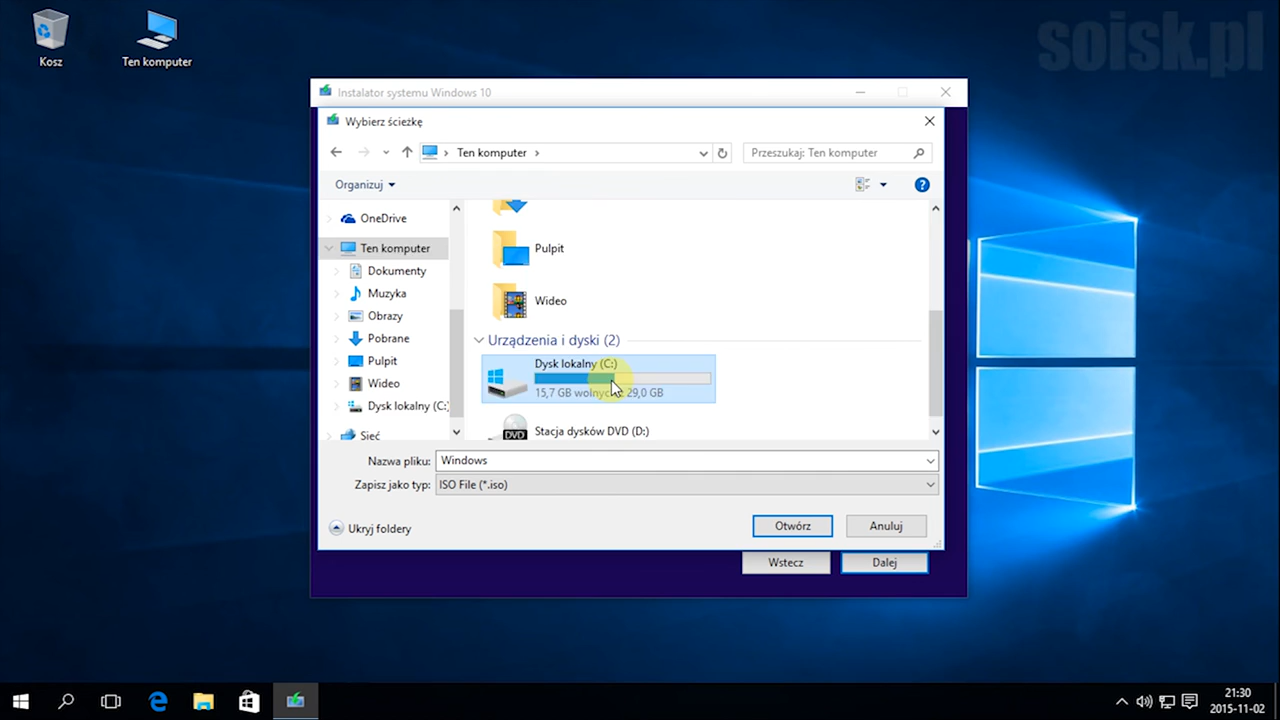 soisk.pl
Kosz
Ten komputer
Instalator systemu Windows 10
Wybierz ścieżkę
Ten komputer
Przeszukaj: Ten komputer
Organizuj
OneDrive
Ten komputer
Dokumenty
Muzyka
Obrazy
Pobrane
Pulpit
Wideo
Dysk lokalny (C:)
Sieć
Pulpit
Wideo
Urządzenia i dyski (2)
Dysk lokalny (C:)
15,7 GB wolnych z 29,0 GB
DVD
Stacja dysków DVD (D:)
Nazwa pliku: Windows
Zapisz jako typ: ISO File (*.iso)
Ukryj foldery
Otwórz
Anuluj
Wstecz
Dalej
21:30
2015-11-02